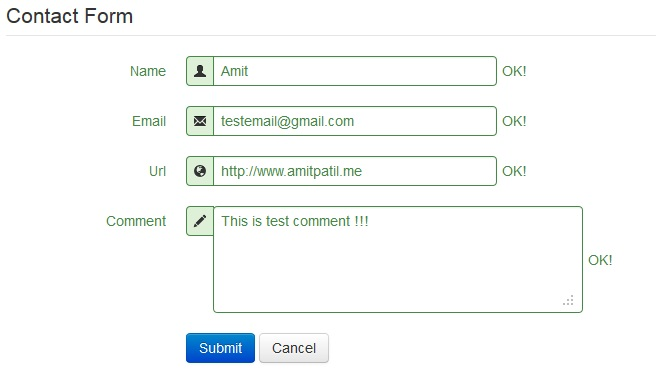 Contact Form
Name Amit OK!
Email testemail@gmail.com OK!
Url http://www.amitpatil.me OK!
Comment This is test comment !!!
OK!
Submit Cancel